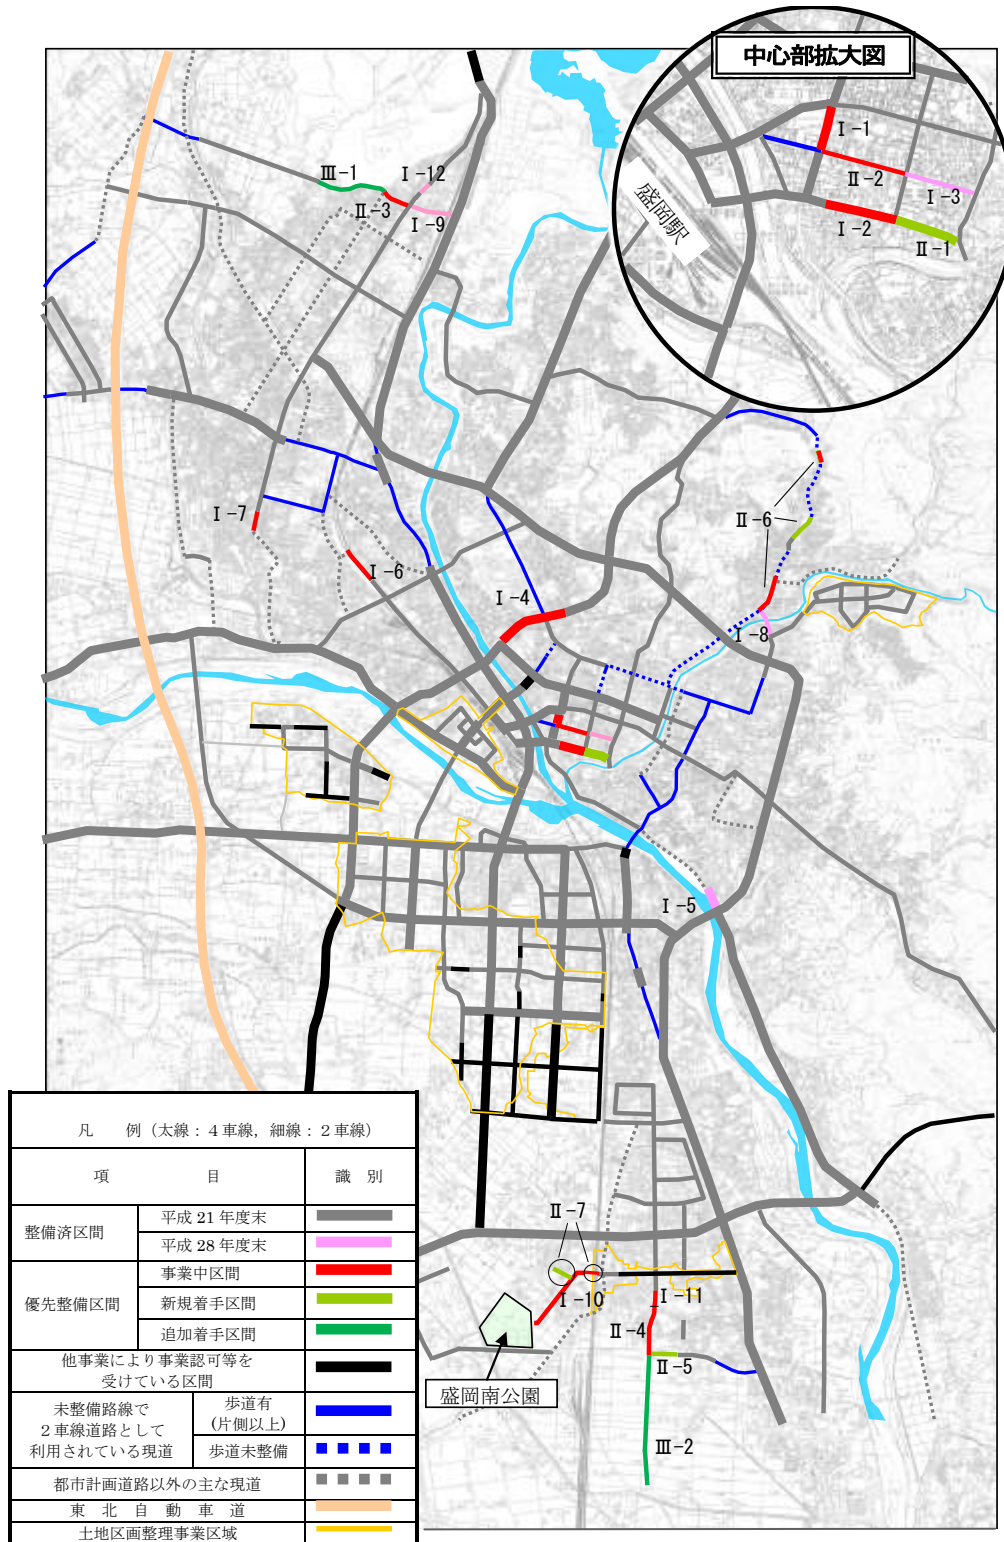 中心部拡大図
Ⅰ-1
Ⅱ-2
Ⅰ-3
Ⅰ-2
Ⅱ-1
盛岡駅
Ⅲ-1
Ⅰ-12
Ⅱ-3
Ⅰ-9
Ⅰ-7
Ⅱ-6
Ⅰ-6
Ⅰ-4
Ⅰ-8
Ⅰ-5
Ⅱ-7
Ⅰ-10
Ⅰ-11
Ⅱ-4
Ⅱ-5
盛岡南公園
Ⅲ-2
凡 例（太線：4車線，細線：2車線）
項 目 識 別
整備済区間
平成 21 年度末
平成 28 年度末
優先整備区間
事業中区間
新規着手区間
追加着手区間
他事業により事業認可等を
受けている区間
未整備路線で
2車線道路として
利用されている現道
歩道有
(片側以上)
歩道未整備
都市計画道路以外の主な現道
東 北 自 動 車 道
土地区画整理事業区域